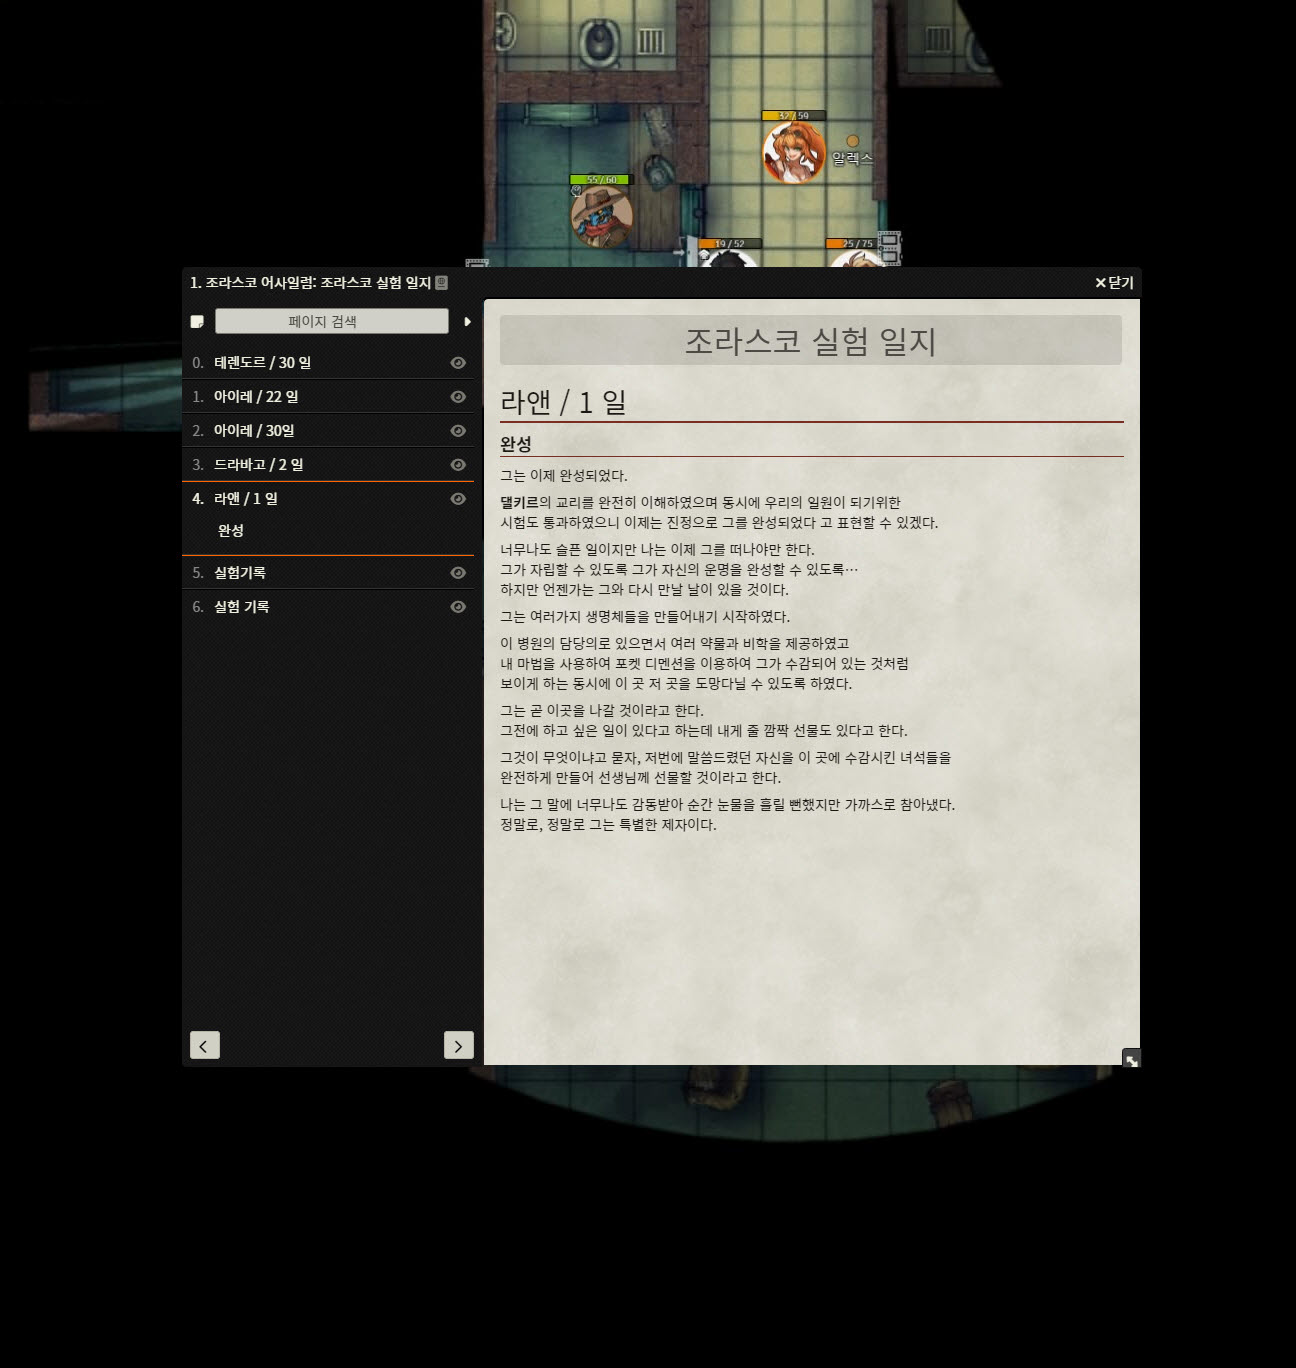 32 / 59
알렉스
55 / 60
19 / 52
25 / 75
1. 조라스코 어사일럼: 조라스코 실험 일지
닫기
페이지 검색
0. 테렌도르 / 30 일
1. 아이레 / 22 일
2. 아이레 / 30일
3. 드라바고 / 2 일
4. 라앤 / 1 일
완성
5. 실험기록
6. 실험 기록
조라스코 실험 일지
라앤 / 1 일
완성
그는 이제 완성되었다.
댈키르의 교리를 완전히 이해하였으며 동시에 우리의 일원이 되기위한
시험도 통과하였으니 이제는 진정으로 그를 완성되었다 고 표현할 수 있겠다.
너무나도 슬픈 일이지만 나는 이제 그를 떠나야만 한다.
그가 자립할 수 있도록 그가 자신의 운명을 완성할 수 있도록…
하지만 언젠가는 그와 다시 만날 날이 있을 것이다.
그는 여러가지 생명체들을 만들어내기 시작하였다.
이 병원의 담당의로 있으면서 여러 약물과 비학을 제공하였고
내 마법을 사용하여 포켓 디멘션을 이용하여 그가 수감되어 있는 것처럼
보이게 하는 동시에 이 곳 저 곳을 도망다닐 수 있도록 하였다.
그는 곧 이곳을 나갈 것이라고 한다.
그전에 하고 싶은 일이 있다고 하는데 내게 줄 깜짝 선물도 있다고 한다.
그것이 무엇이냐고 묻자, 저번에 말씀드렸던 자신을 이 곳에 수감시킨 녀석들을
완전하게 만들어 선생님께 선물할 것이라고 한다.
나는 그 말에 너무나도 감동받아 순간 눈물을 흘릴 뻔했지만 가까스로 참아냈다.
정말로, 정말로 그는 특별한 제자이다.